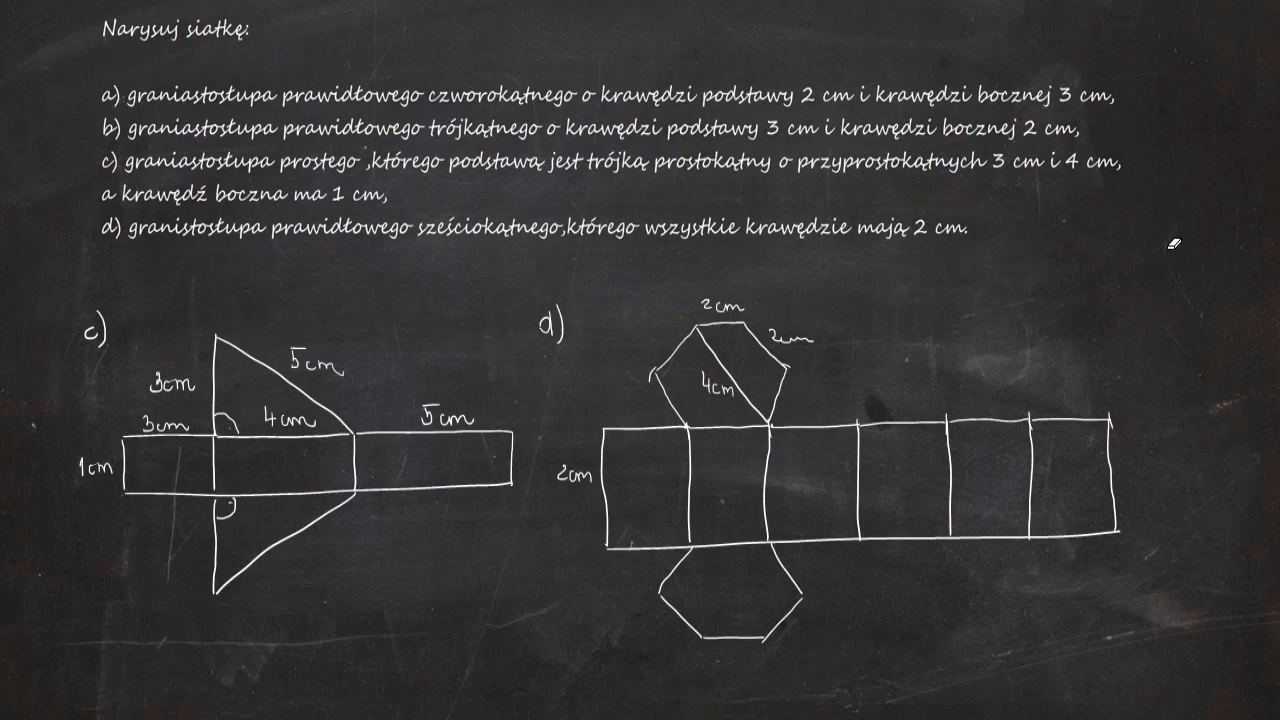 Narysuj siatkę:
a) graniastosłupa prawidłowego czworokątnego o krawędzi podstawy 2 cm i krawędzi bocznej 3 cm,
b) graniastosłupa prawidłowego trójkątnego o krawędzi podstawy 3 cm i krawędzi bocznej 2 cm,
c) graniastosłupa prostego ,którego podstawą jest trójką prostokątny o przyprostokątnych 3 cm i 4 cm,
a krawędź boczna ma 1 cm,
d) granistosłupa prawidłowego sześciokątnego,którego wszystkie krawędzie mają 2 cm.
c)
3cm
5cm
3cm
4cm
5cm
1cm
d)
2cm
2cm
4cm
2cm